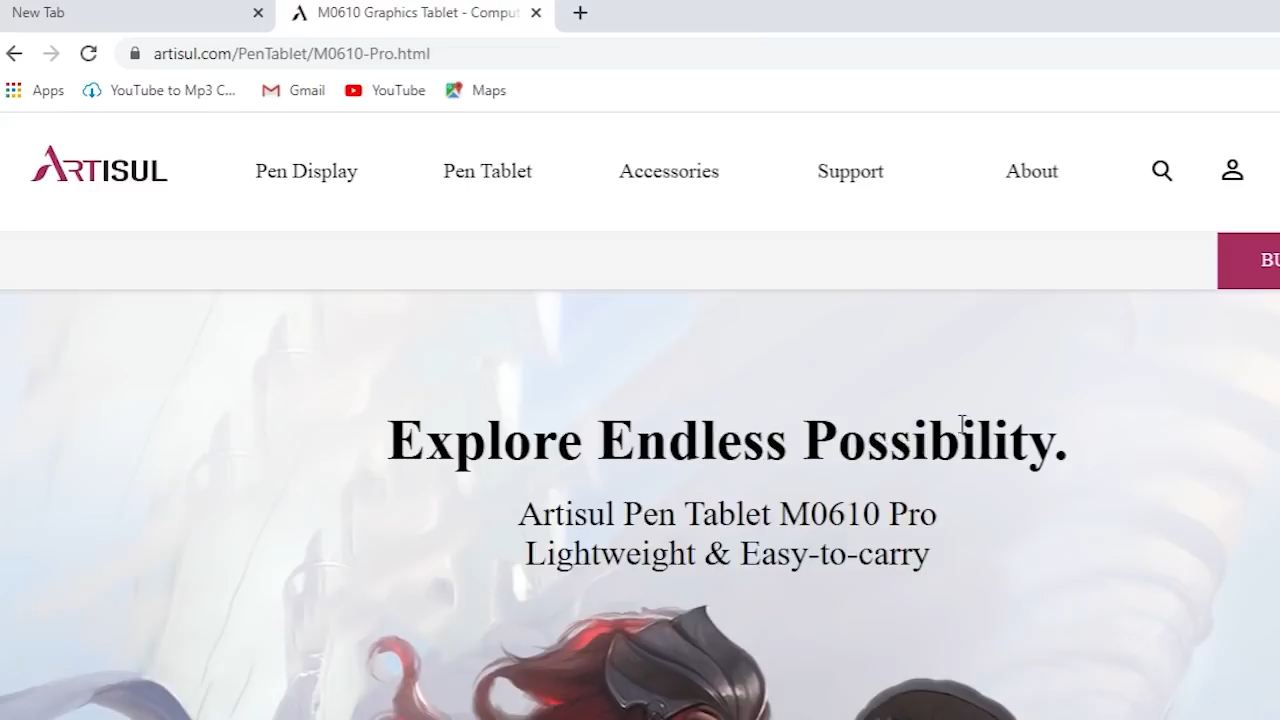 New Tab
M0610 Graphics Tablet - Comput
artisul.com/PenTablet/M0610-Pro.html
Apps
YouTube to Mp3 C...
Gmail
YouTube
Maps
ARTISUL
Pen Display
Pen Tablet
Accessories
Support
About
BU
Explore Endless Possibility.
Artisul Pen Tablet M0610 Pro
Lightweight & Easy-to-carry